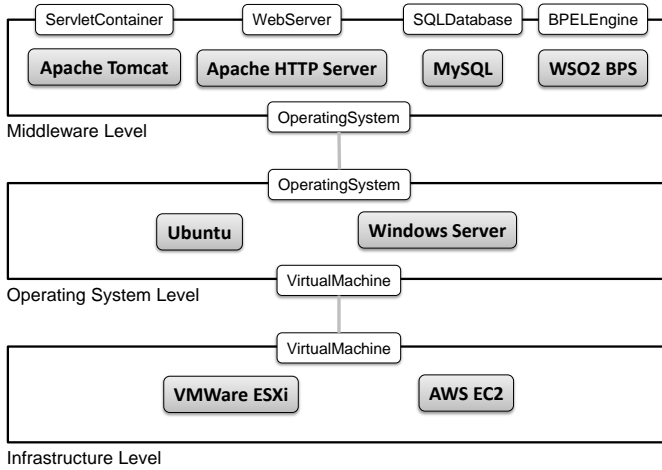 ServletContainer WebServer SQLDatabase BPELEngine
Apache Tomcat Apache HTTP Server MySQL WSO2 BPS
OperatingSystem
Middleware Level
OperatingSystem
Ubuntu Windows Server
VirtualMachine
Operating System Level
VirtualMachine
VMWare ESXi AWS EC2
Infrastructure Level